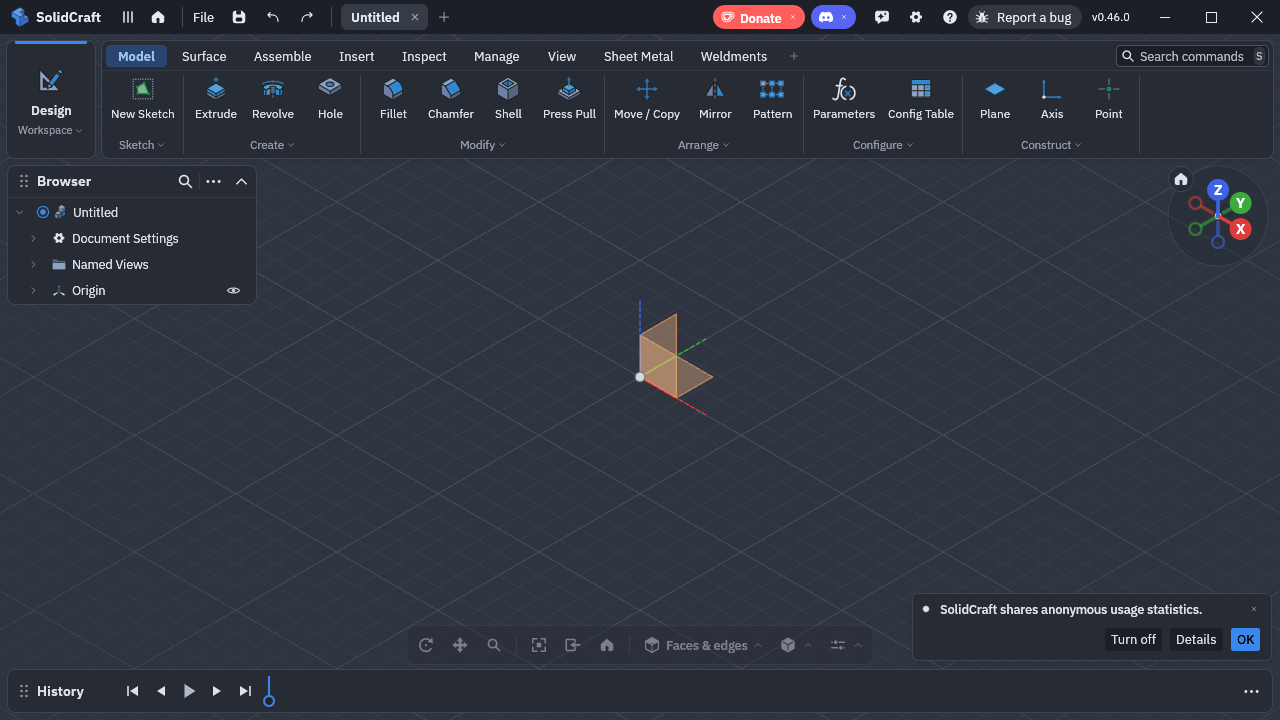 SolidCraft
File
Untitled
Donate
Report a bug
v0.46.0
Design
Workspace
Model
Surface
Assemble
Insert
Inspect
Manage
View
Sheet Metal
Weldments
Search commands
S
New Sketch
Extrude
Revolve
Hole
Fillet
Chamfer
Shell
Press Pull
Move / Copy
Mirror
Pattern
Parameters
Config Table
Plane
Axis
Point
Sketch
Create
Modify
Arrange
Configure
Construct
Browser
Untitled
Document Settings
Named Views
Origin
Z
Y
X
SolidCraft shares anonymous usage statistics.
Turn off
Details
OK
Faces & edges
History